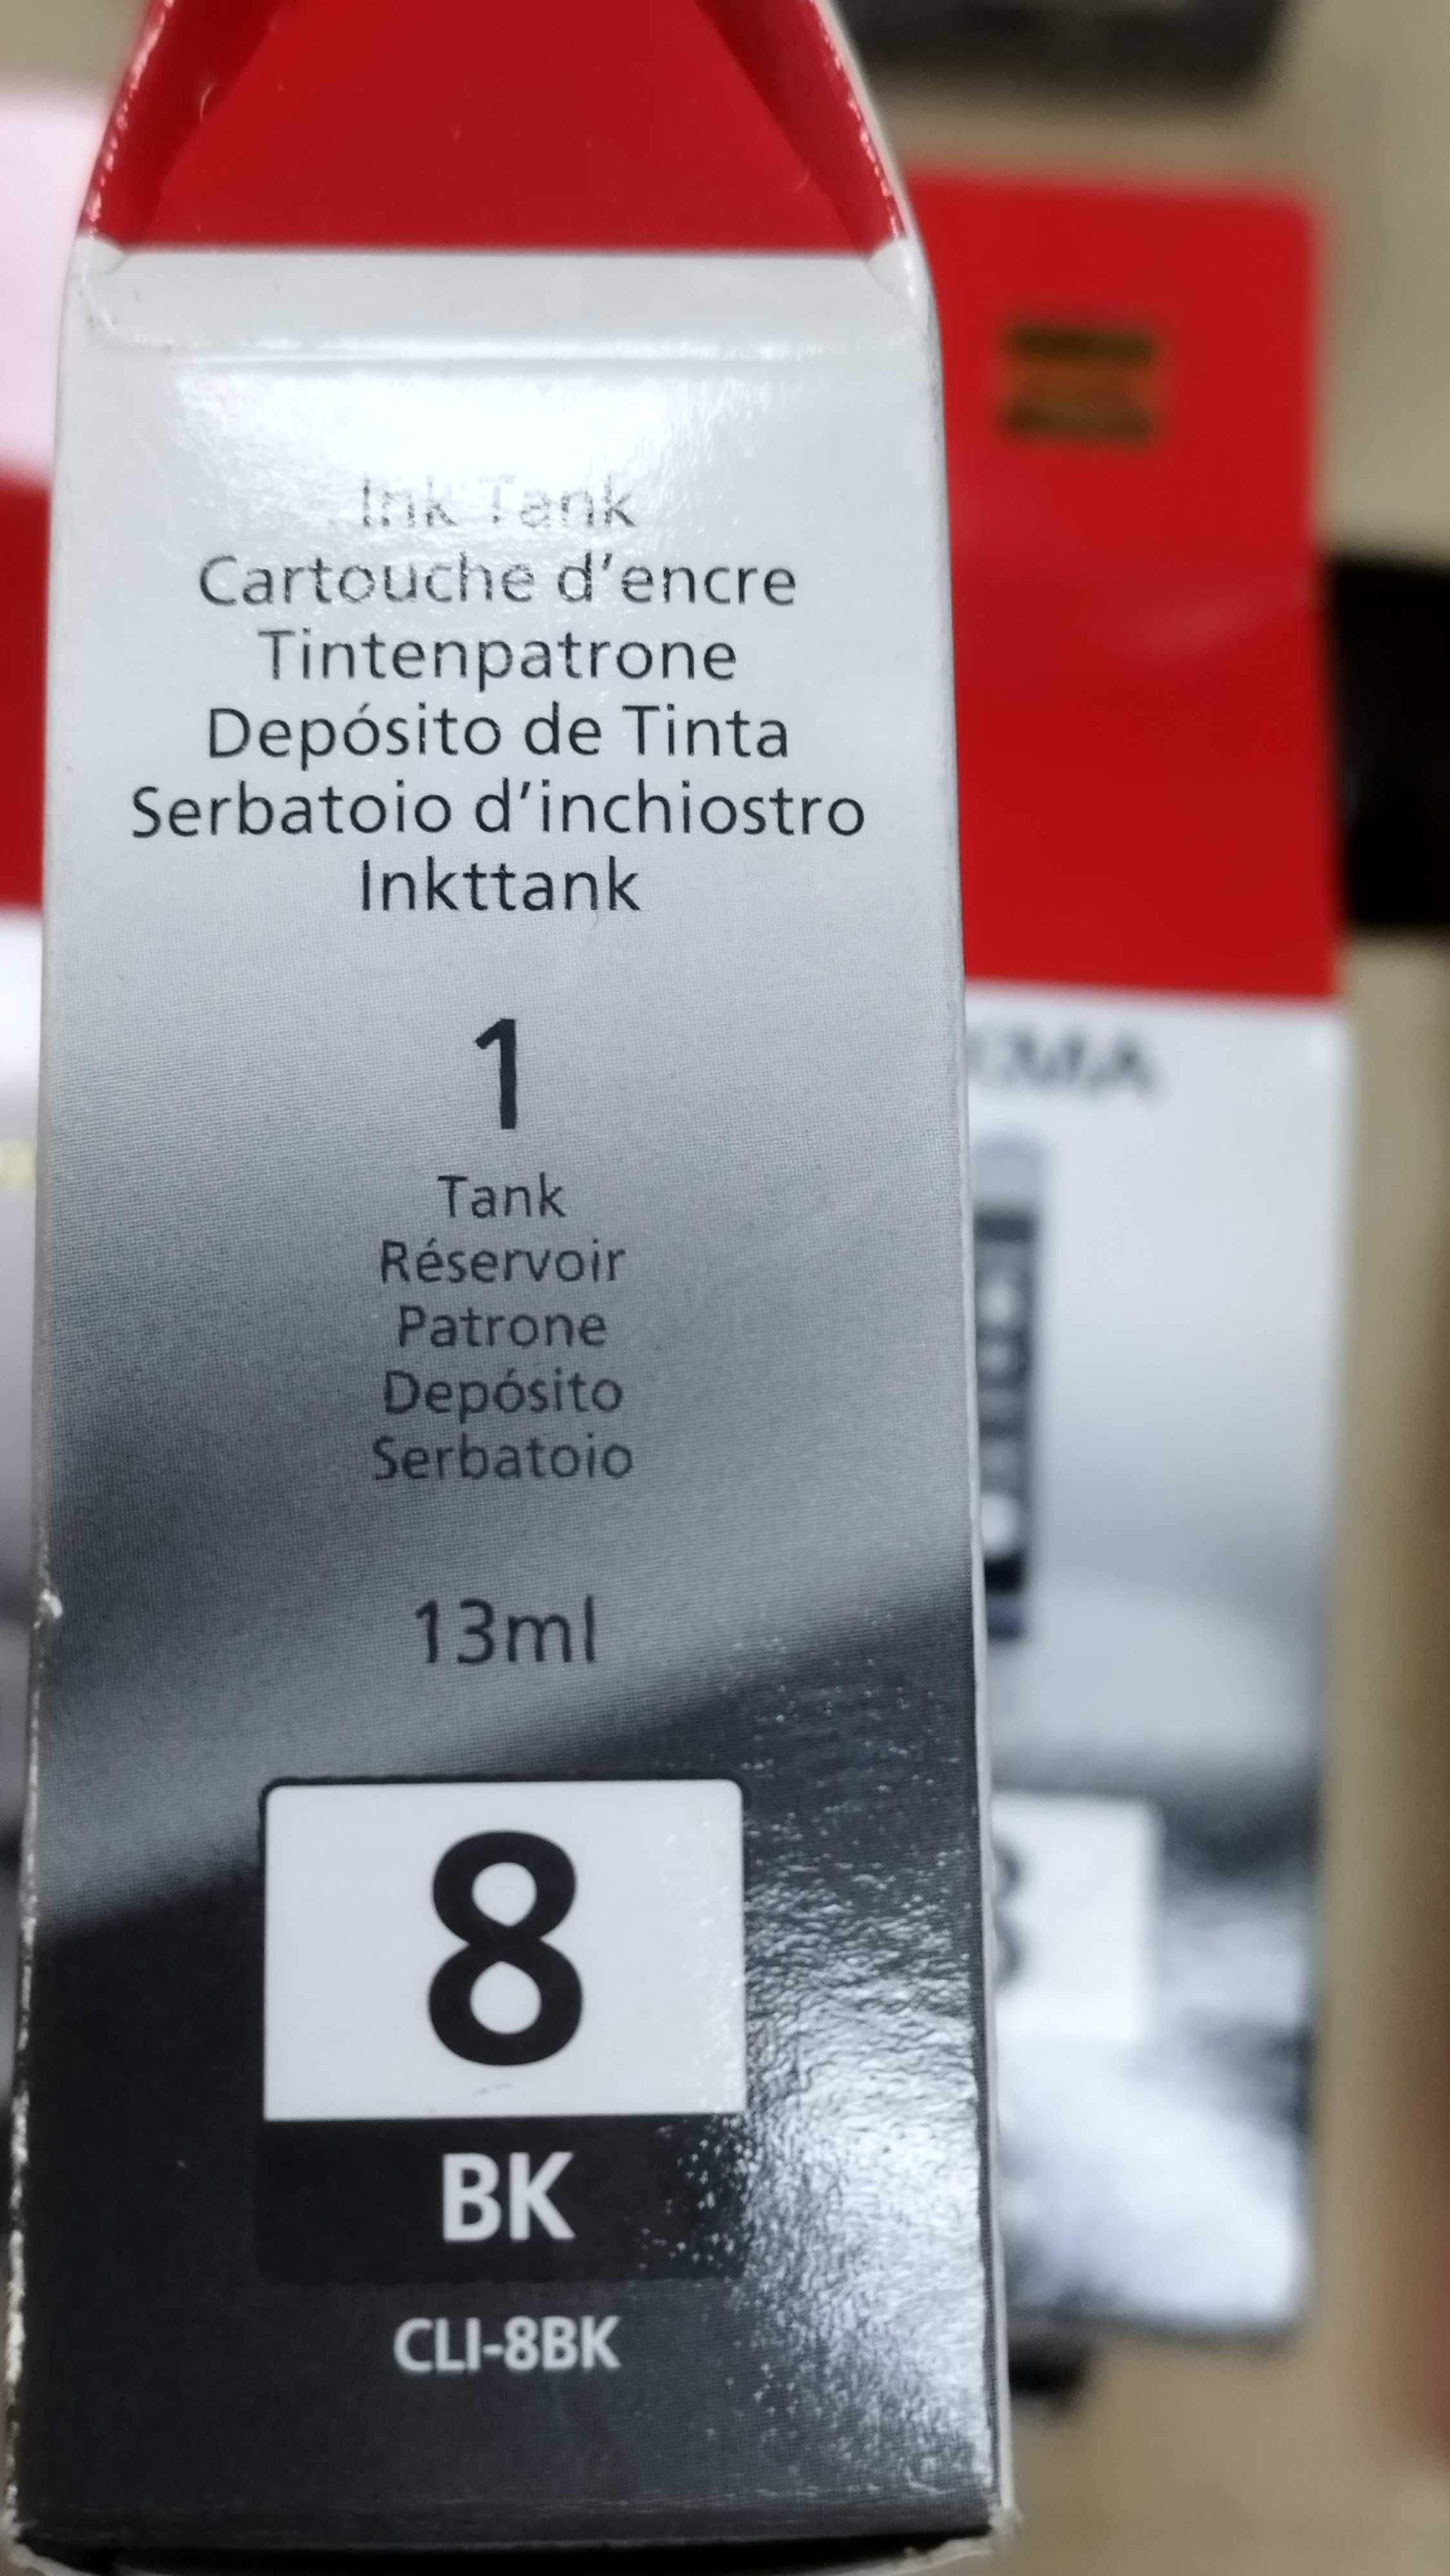 Ink Tank
Cartouche d'encre
Tintenpatrone
Depósito de Tinta
Serbatoio d'inchiostro
Inkttank
1
Tank
Réservoir
Patrone
Depósito
Serbatoio
13ml
8
BK
CLI-8BK